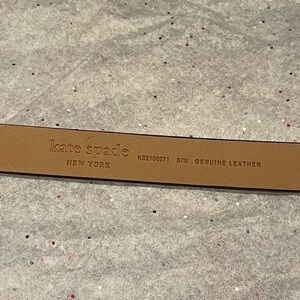 kate spade
NEW YORK
KS2100271 S/M GENUINE LEATHER